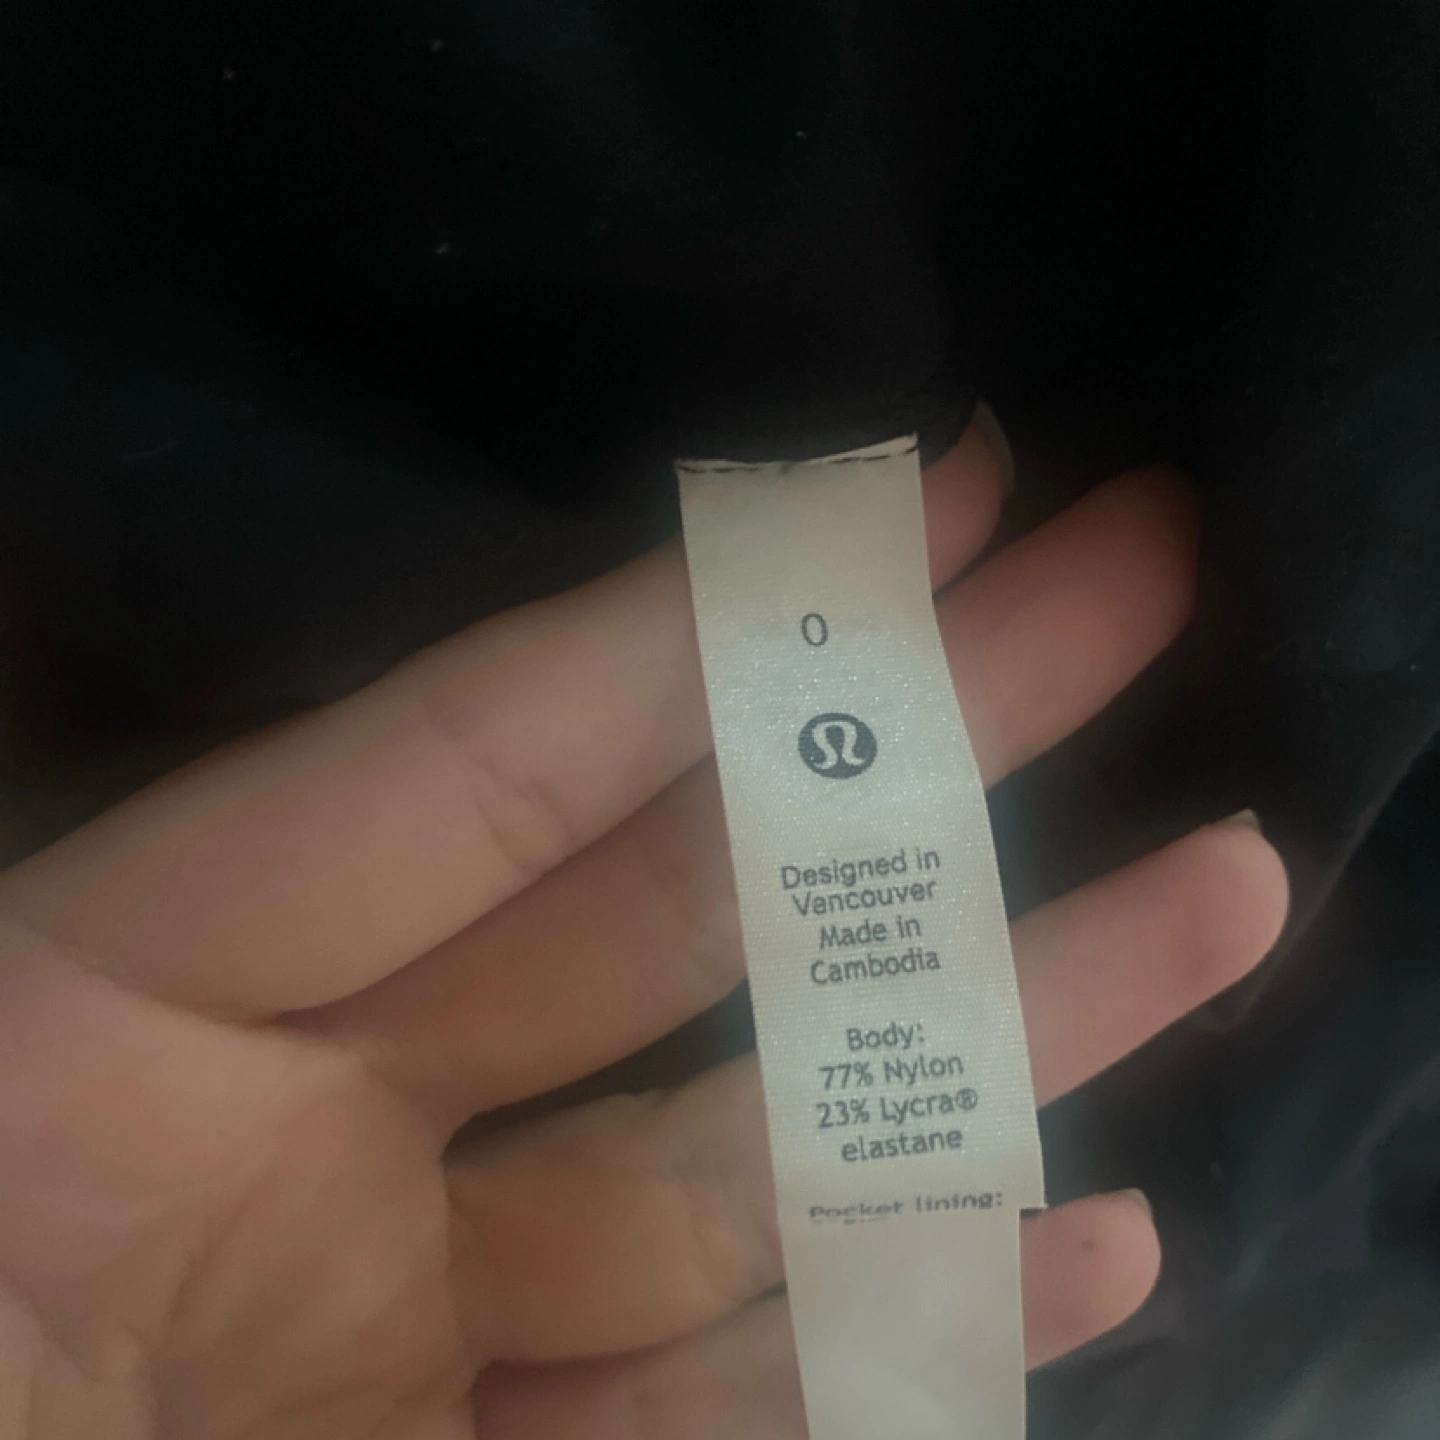 0
Designed in
Vancouver
Made in
Cambodia
Body:
77% Nylon
23% Lycra®
elastane
Pocket lining: